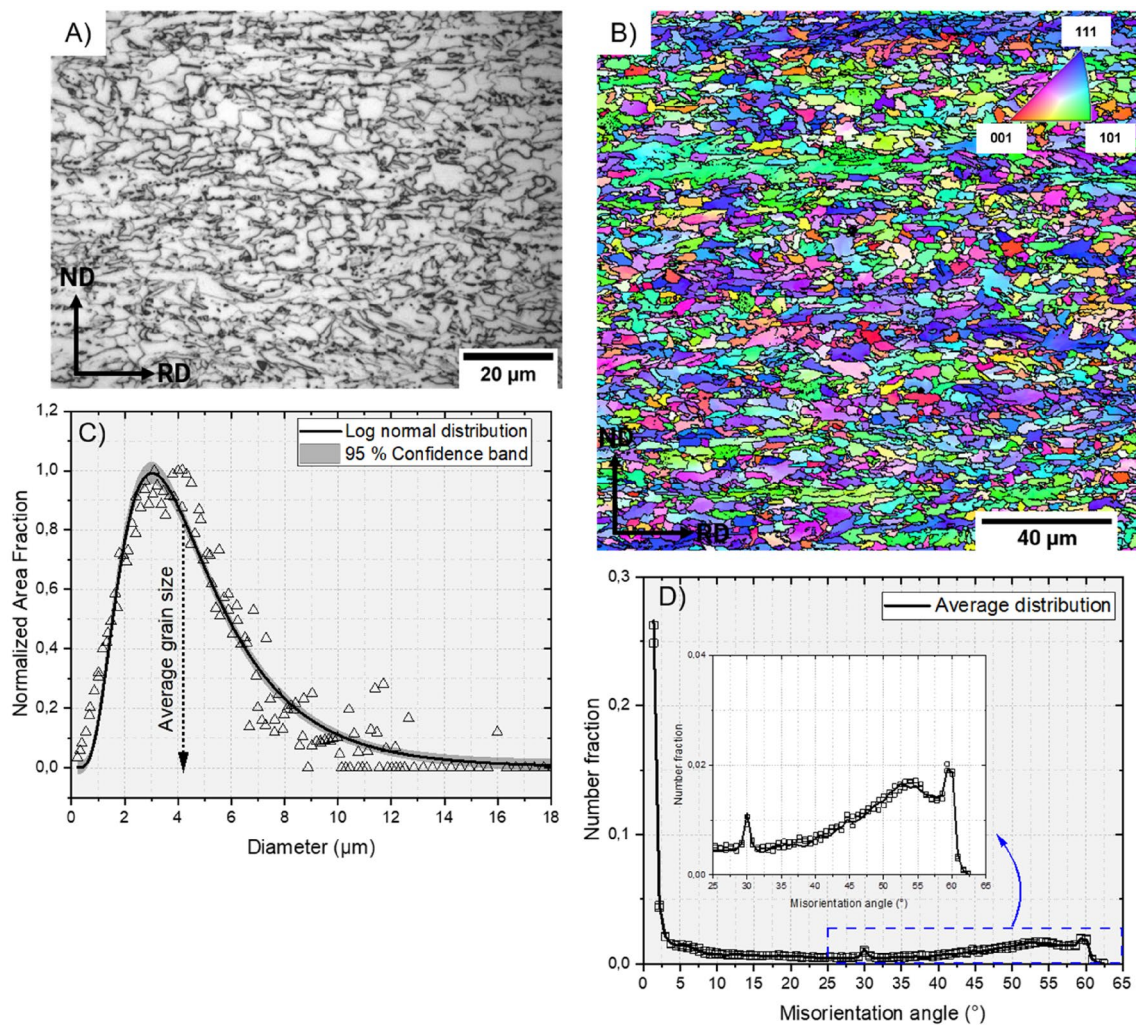 A)
ND
RD
20 µm
B)
111
001
101
ND
RD
40 µm
C)
Log normal distribution
95 % Confidence band
Average grain size
Normalized Area Fraction
1,2
1,0
0,8
0,6
0,4
0,2
0,0
0 2 4 6 8 10 12 14 16 18
Diameter (µm)
D)
Average distribution
Number fraction
0,3
0,2
0,1
0,0
0,04
0,02
0,00
Number fraction
25 30 35 40 45 50 55 60 65
Misorientation angle (°)
0 5 10 15 20 25 30 35 40 45 50 55 60 65
Misorientation angle (°)